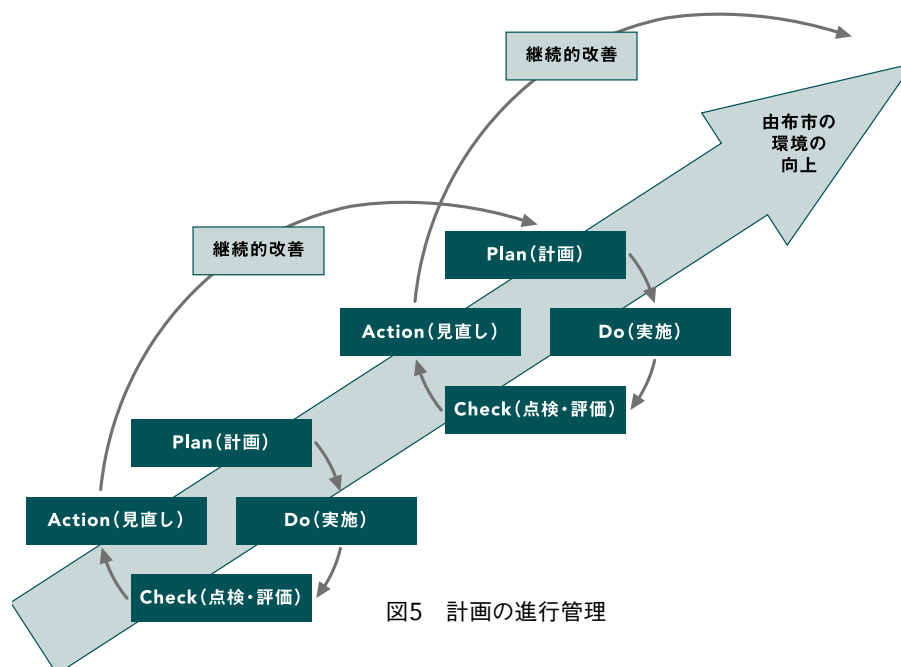 継続的改善
由布市の
環境の
向上
継続的改善
Plan(計画)
Action(見直し)
Do(実施)
Check(点検・評価)
Plan(計画)
Action(見直し)
Do(実施)
Check(点検・評価)
図5　計画の進行管理